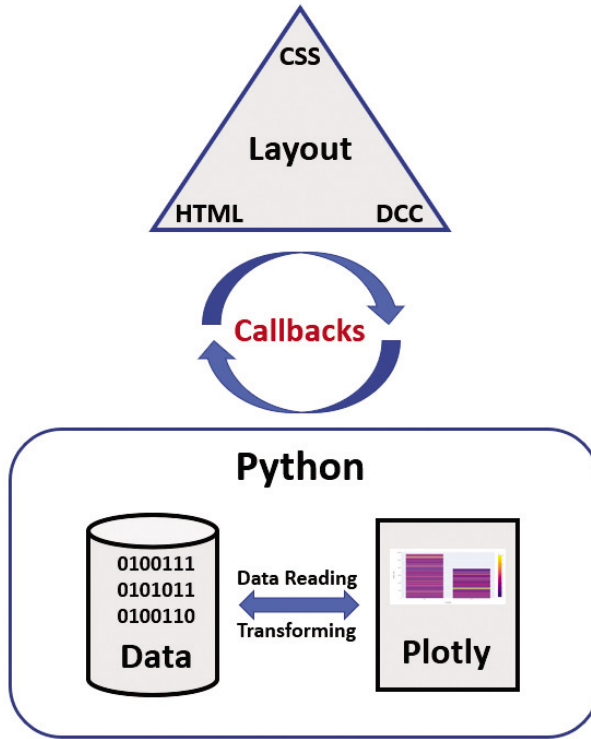 CSS
Layout
HTML DCC
Callbacks
Python
0100111
0101011
0100110
Data
Data Reading
Transforming
Plotly